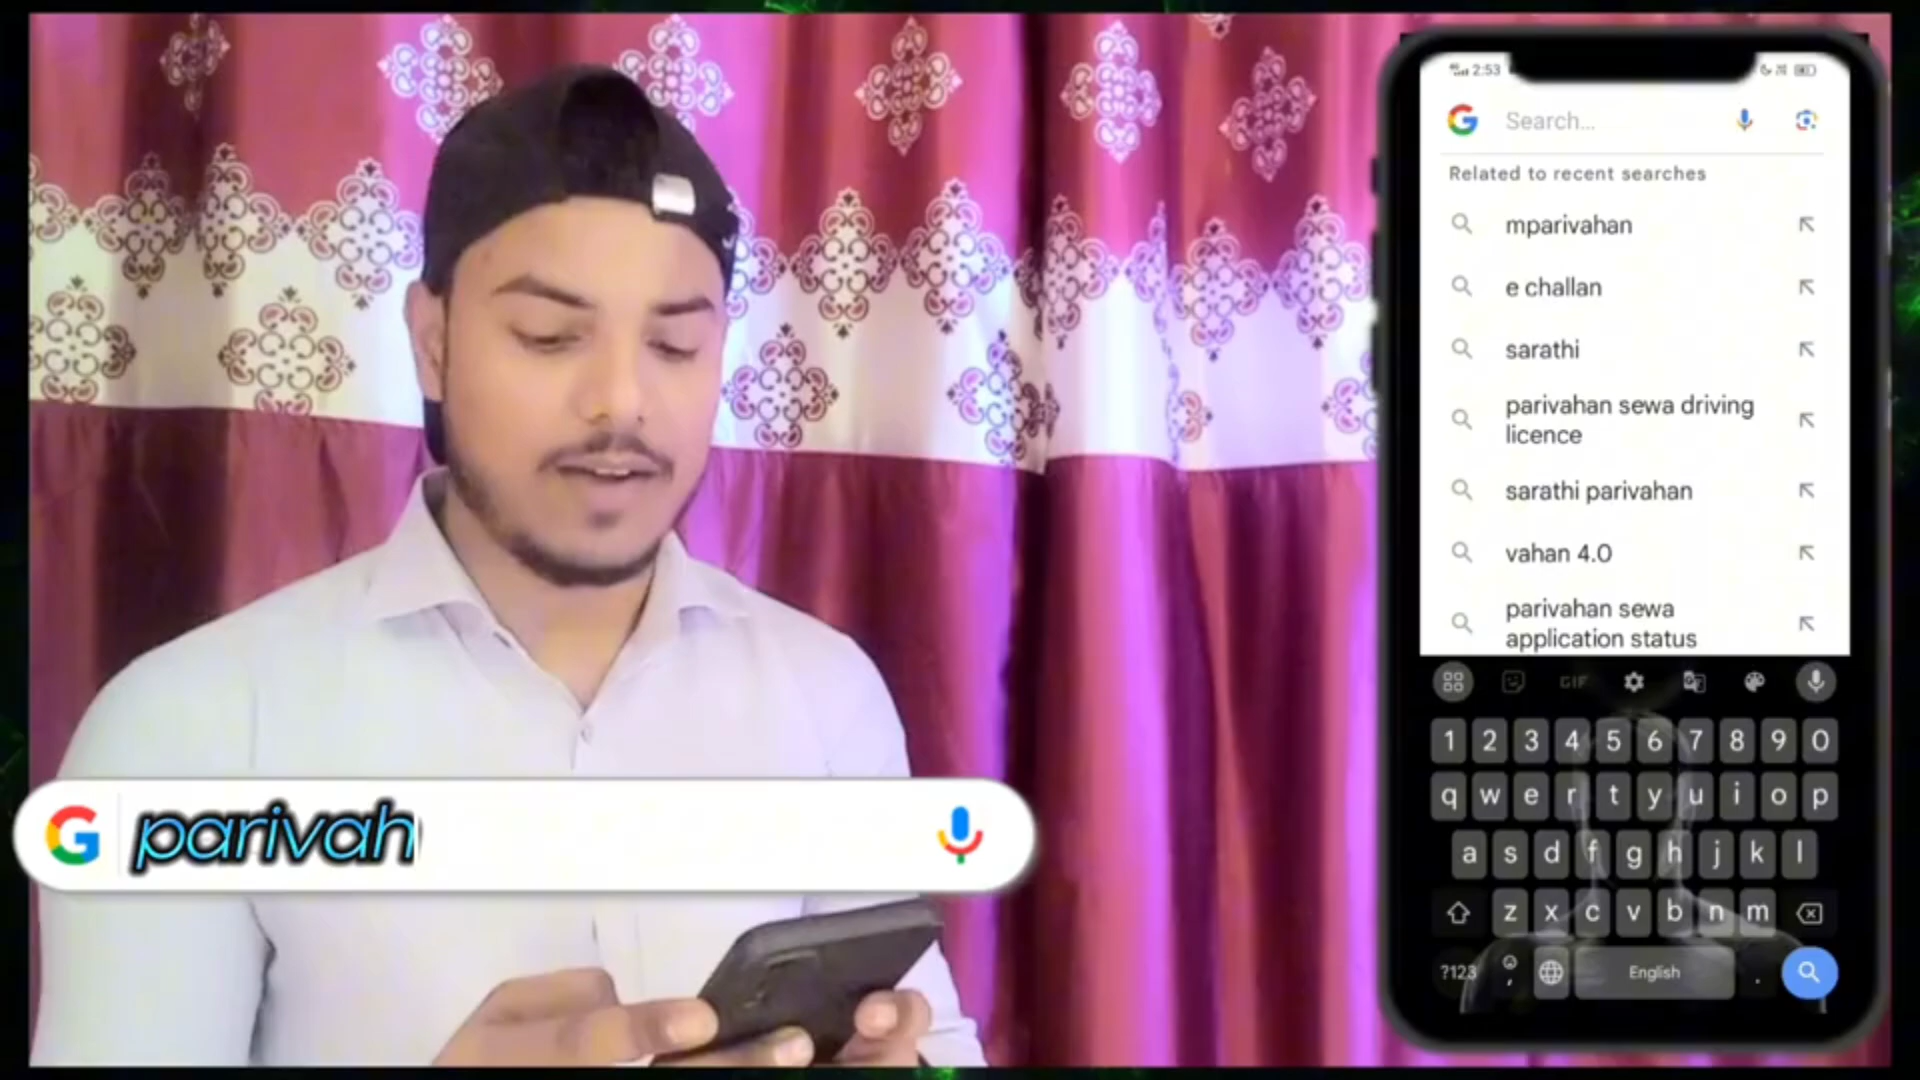 2:53
Search...
Related to recent searches
mparivahan
e challan
sarathi
parivahan sewa driving
licence
sarathi parivahan
vahan 4.0
parivahan sewa
application status
GIF
1 2 3 4 5 6 7 8 9 0
q w e r t y u i o p
a s d f g h j k l
z x c v b n m
?123 , English .
G parivah